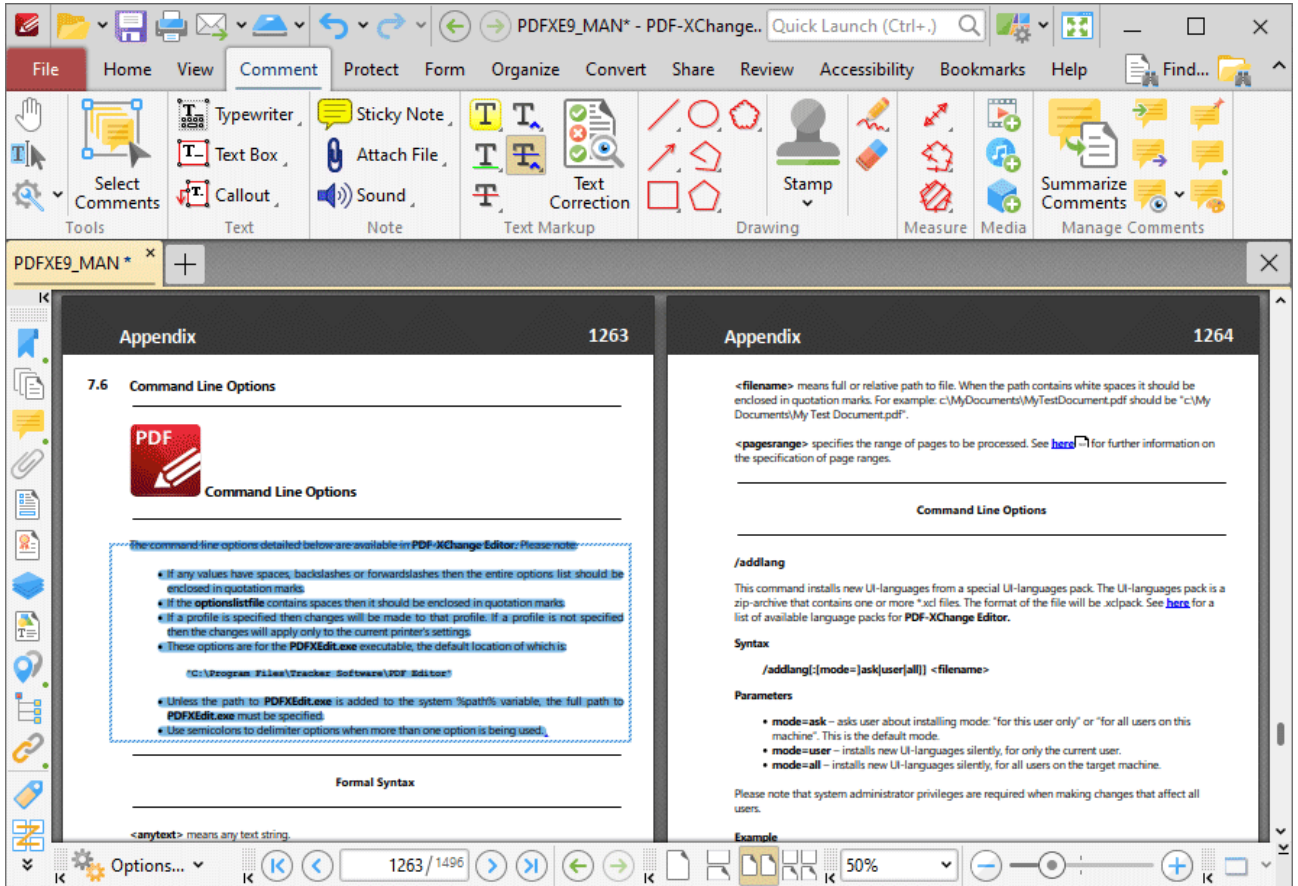 PDFXE9_MAN* - PDF-XChange..
Quick Launch (Ctrl+.)
File Home View Comment Protect Form Organize Convert Share Review Accessibility Bookmarks Help Find...
Typewriter
Text Box
Callout
Sticky Note
Attach File
Sound
Select
Comments
Text
Correction
Stamp
Summarize
Comments
Tools Text Note Text Markup Drawing Measure Media Manage Comments
PDFXE9_MAN *
Appendix 1263
7.6 Command Line Options
PDF
Command Line Options
The command line options detailed below are available in PDF-XChange Editor. Please note:
• If any values have spaces, backslashes or forwardslashes then the entire options list should be
enclosed in quotation marks.
• If the optionslistfile contains spaces then it should be enclosed in quotation marks.
• If a profile is specified then changes will be made to that profile. If a profile is not specified
then the changes will apply only to the current printer's settings.
• These options are for the PDFXEdit.exe executable, the default location of which is:
"C:\Program Files\Tracker Software\PDF Editor"
• Unless the path to PDFXEdit.exe is added to the system %path% variable, the full path to
PDFXEdit.exe must be specified.
• Use semicolons to delimiter options when more than one option is being used.
Formal Syntax
<anytext> means any text string.
Appendix 1264
<filename> means full or relative path to file. When the path contains white spaces it should be
enclosed in quotation marks. For example: c:\MyDocuments\MyTestDocument.pdf should be "c:\My
Documents\My Test Document.pdf".
<pagesrange> specifies the range of pages to be processed. See here for further information on
the specification of page ranges.
Command Line Options
/addlang
This command installs new UI-languages from a special UI-languages pack. The UI-languages pack is a
zip-archive that contains one or more *.xcl files. The format of the file will be .xclpack. See here for a
list of available language packs for PDF-XChange Editor.
Syntax
/addlang[:[mode=]ask|user|all)] <filename>
Parameters
• mode=ask – asks user about installing mode: "for this user only" or "for all users on this
machine". This is the default mode.
• mode=user – installs new UI-languages silently, for only the current user.
• mode=all – installs new UI-languages silently, for all users on the target machine.
Please note that system administrator privileges are required when making changes that affect all
users.
Example
Options... 1263 / 1496 50%